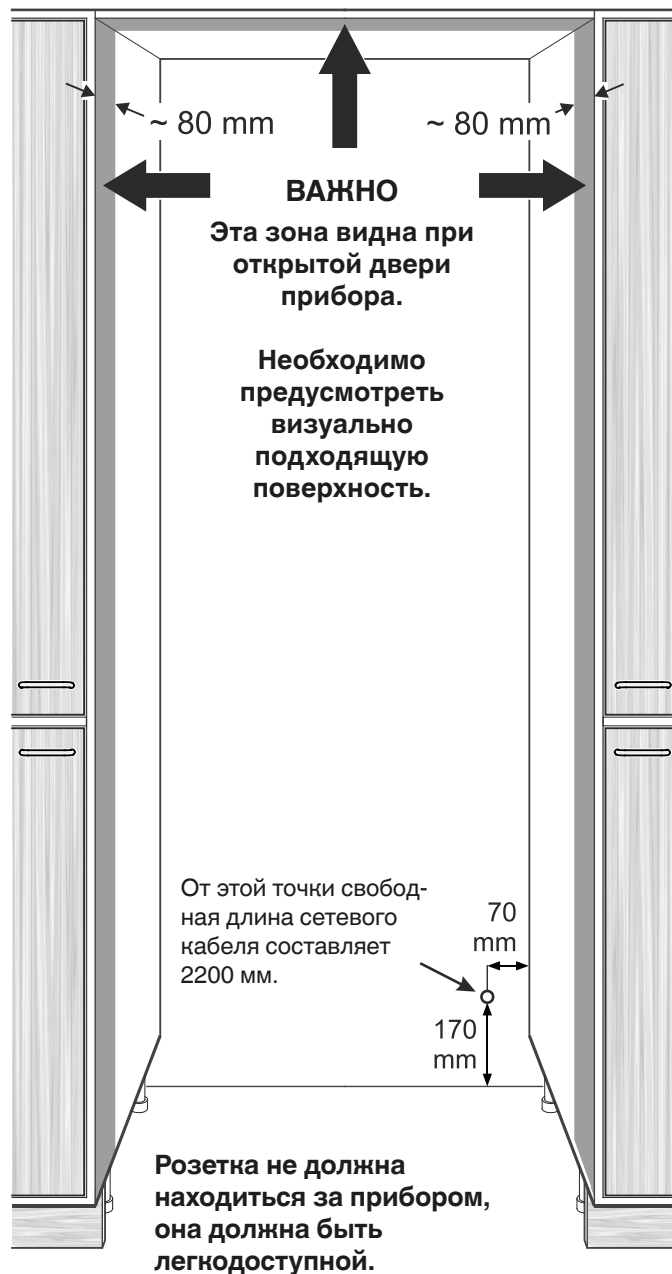 ~ 80 mm
~ 80 mm
ВАЖНО
Эта зона видна при
открытой двери
прибора.
Необходимо
предусмотреть
визуально
подходящую
поверхность.
От этой точки свобод-
ная длина сетевого
кабеля составляет
2200 мм.
70
mm
170
mm
Розетка не должна
находиться за прибором,
она должна быть
легкодоступной.